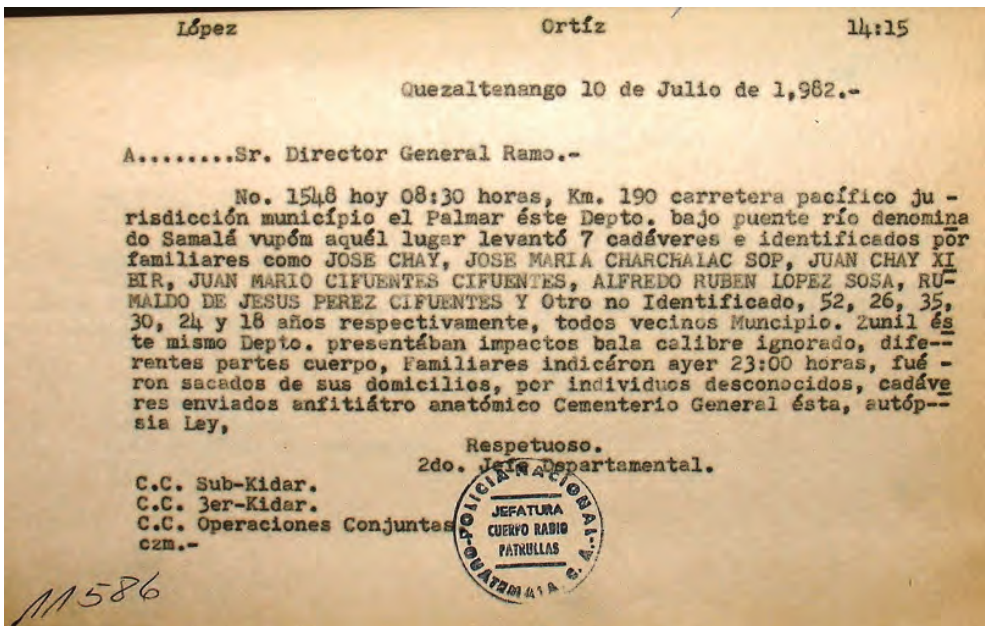 López Ortíz 14:15
Quezaltenango 10 de Julio de 1,982.-
A........Sr. Director General Ramo.-
No. 1548 hoy 08:30 horas, Km. 190 carretera pacífico ju -
risdicción munícípio el Palmar éste Depto. bajo puente río denomina
do Samalá vupóm aquél lugar levantó 7 cadáveres e identificados pór
familiares como JOSE CHAY, JOSE MARIA CHARCHALAC SOP, JUAN CHAY XI
BIR, JUAN MARIO CIFUENTES CIFUENTES, ALFREDO RUBEN LOPEZ SOSA, RU-
MALDO DE JESUS PEREZ CIFUENTES Y Otro no Identificado, 52, 26, 35,
30, 24 y 18 años respectivamente, todos vecinos Muncipio. Zunil és
te mismo Depto. presentában impactos bala calibre ignorado, dife--
rentes partes cuerpo, Familiares indicáron ayer 23:00 horas, fué -
ron sacados de sus domicilios, por individuos desconocidos, cadáve
res enviados anfitiátro anatómico Cementerio General ésta, autóp--
sia Ley,
Respetuoso.
2do. Jefe Departamental.
C.C. Sub-Kidar.
C.C. 3er-Kidar.
C.C. Operaciones Conjuntas
czm.-
POLICIA NACIONAL
JEFATURA
CUERPO RADIO
PATRULLAS
GUATEMALA C. A.
11586